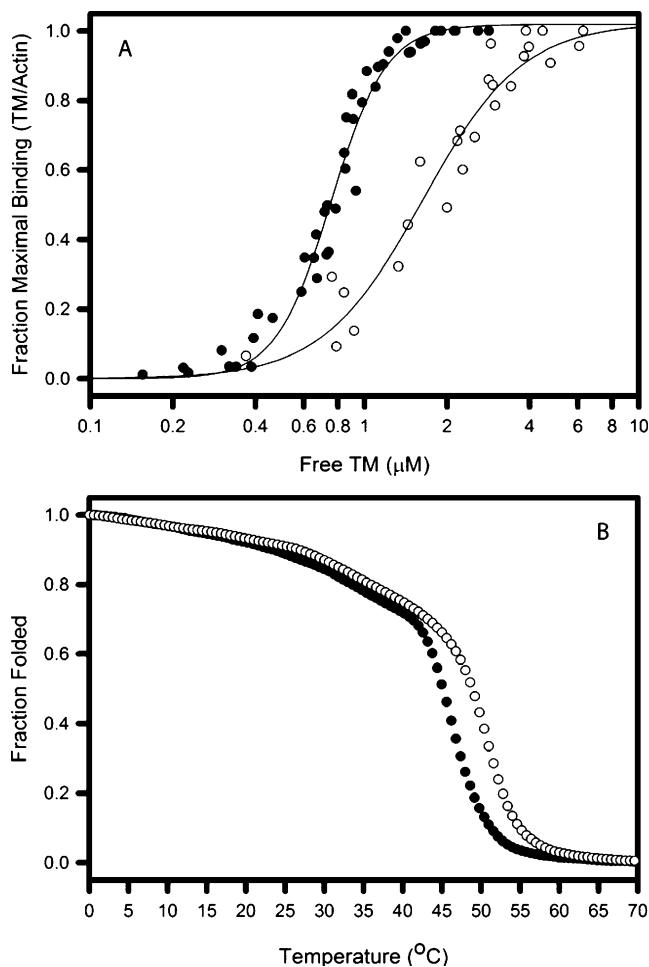 A
Fraction Maximal Binding (TM/Actin)
1.0
0.8
0.6
0.4
0.2
0.0
0.1 0.2 0.4 0.6 0.8 1 2 4 6 8 10
Free TM (μM)
B
Fraction Folded
1.0
0.8
0.6
0.4
0.2
0.0
0 5 10 15 20 25 30 35 40 45 50 55 60 65 70
Temperature (°C)